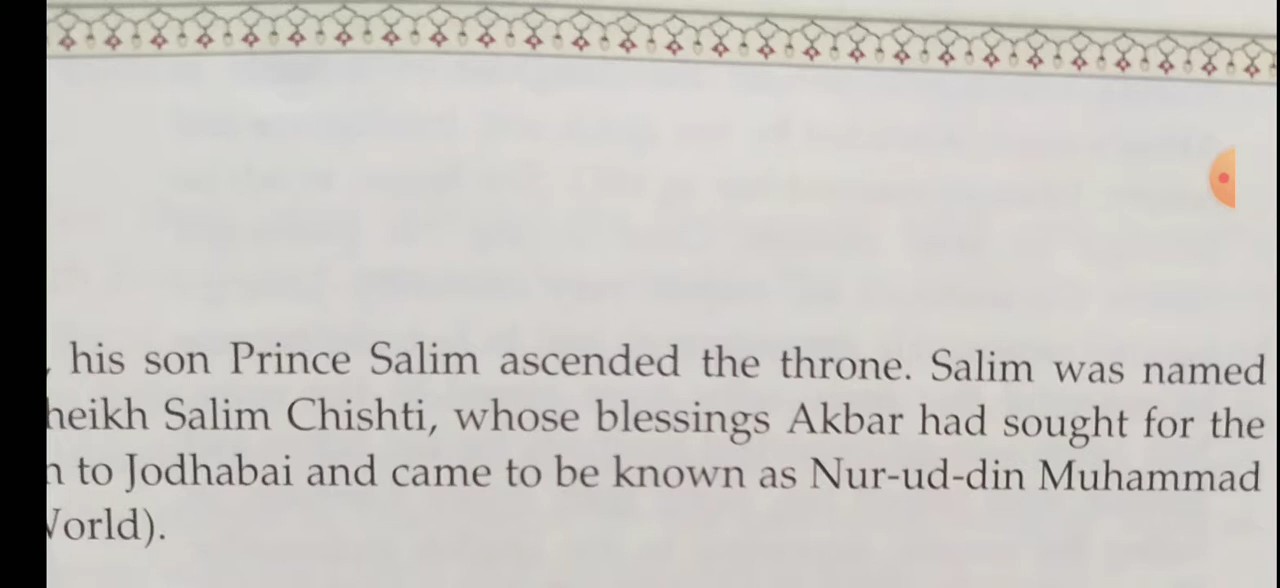 , his son Prince Salim ascended the throne. Salim was named
heikh Salim Chishti, whose blessings Akbar had sought for the
n to Jodhabai and came to be known as Nur-ud-din Muhammad
orld).